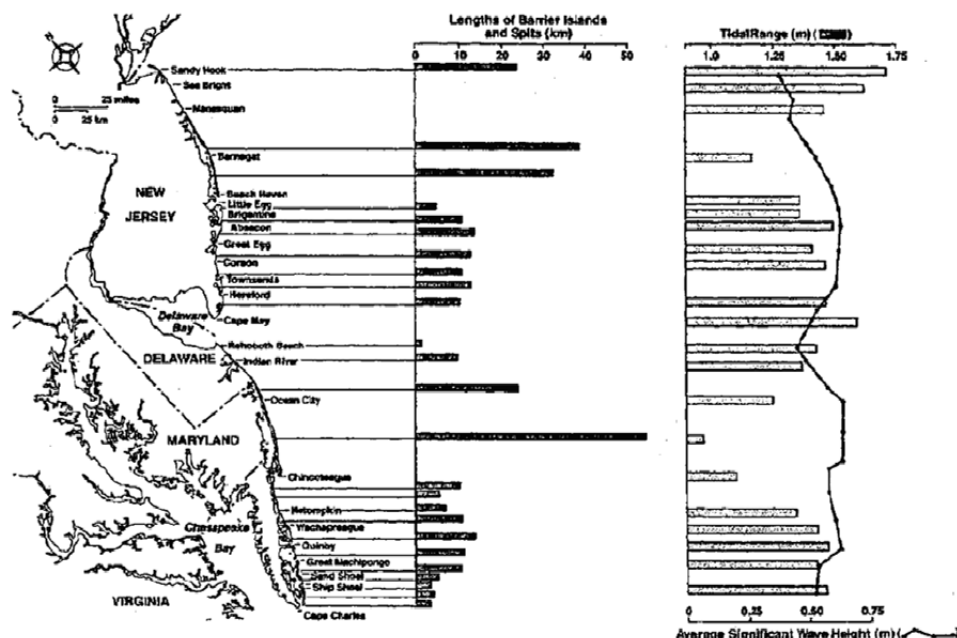 Lengths of Barrier Islands
and Spits (km)
0 10 20 30 40 50
Tidal Range (m)
1.0 1.25 1.50 1.75
Sandy Hook
Sea Bright
Manasquan
0 25 miles
0 25 km
Barnegat
NEW
JERSEY
Beach Haven
Little Egg
Brigantine
Absecon
Great Egg
Corson
Townsends
Hereford
Delaware
Bay
Cape May
Rehoboth Beach
DELAWARE
Indian River
Ocean City
MARYLAND
Chincoteague
Metompkin
Wachapreague
Chesapeake
Bay
Quinby
Great Machipongo
Sand Shoal
Ship Shoal
VIRGINIA
Cape Charles
0 0.25 0.50 0.75
Average Significant Wave Height (m)